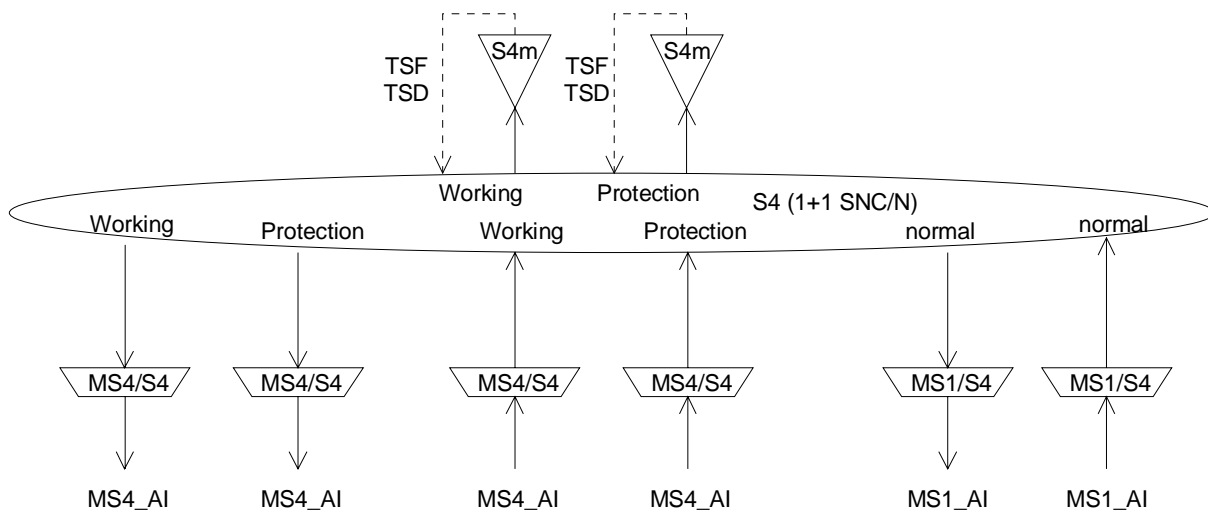 S4m
S4m
TSF
TSD
TSF
TSD
Working
Protection
S4 (1+1 SNC/N)
Working
Protection
Working
Protection
normal
normal
MS4/S4
MS4/S4
MS4/S4
MS4/S4
MS1/S4
MS1/S4
MS4_AI
MS4_AI
MS4_AI
MS4_AI
MS1_AI
MS1_AI